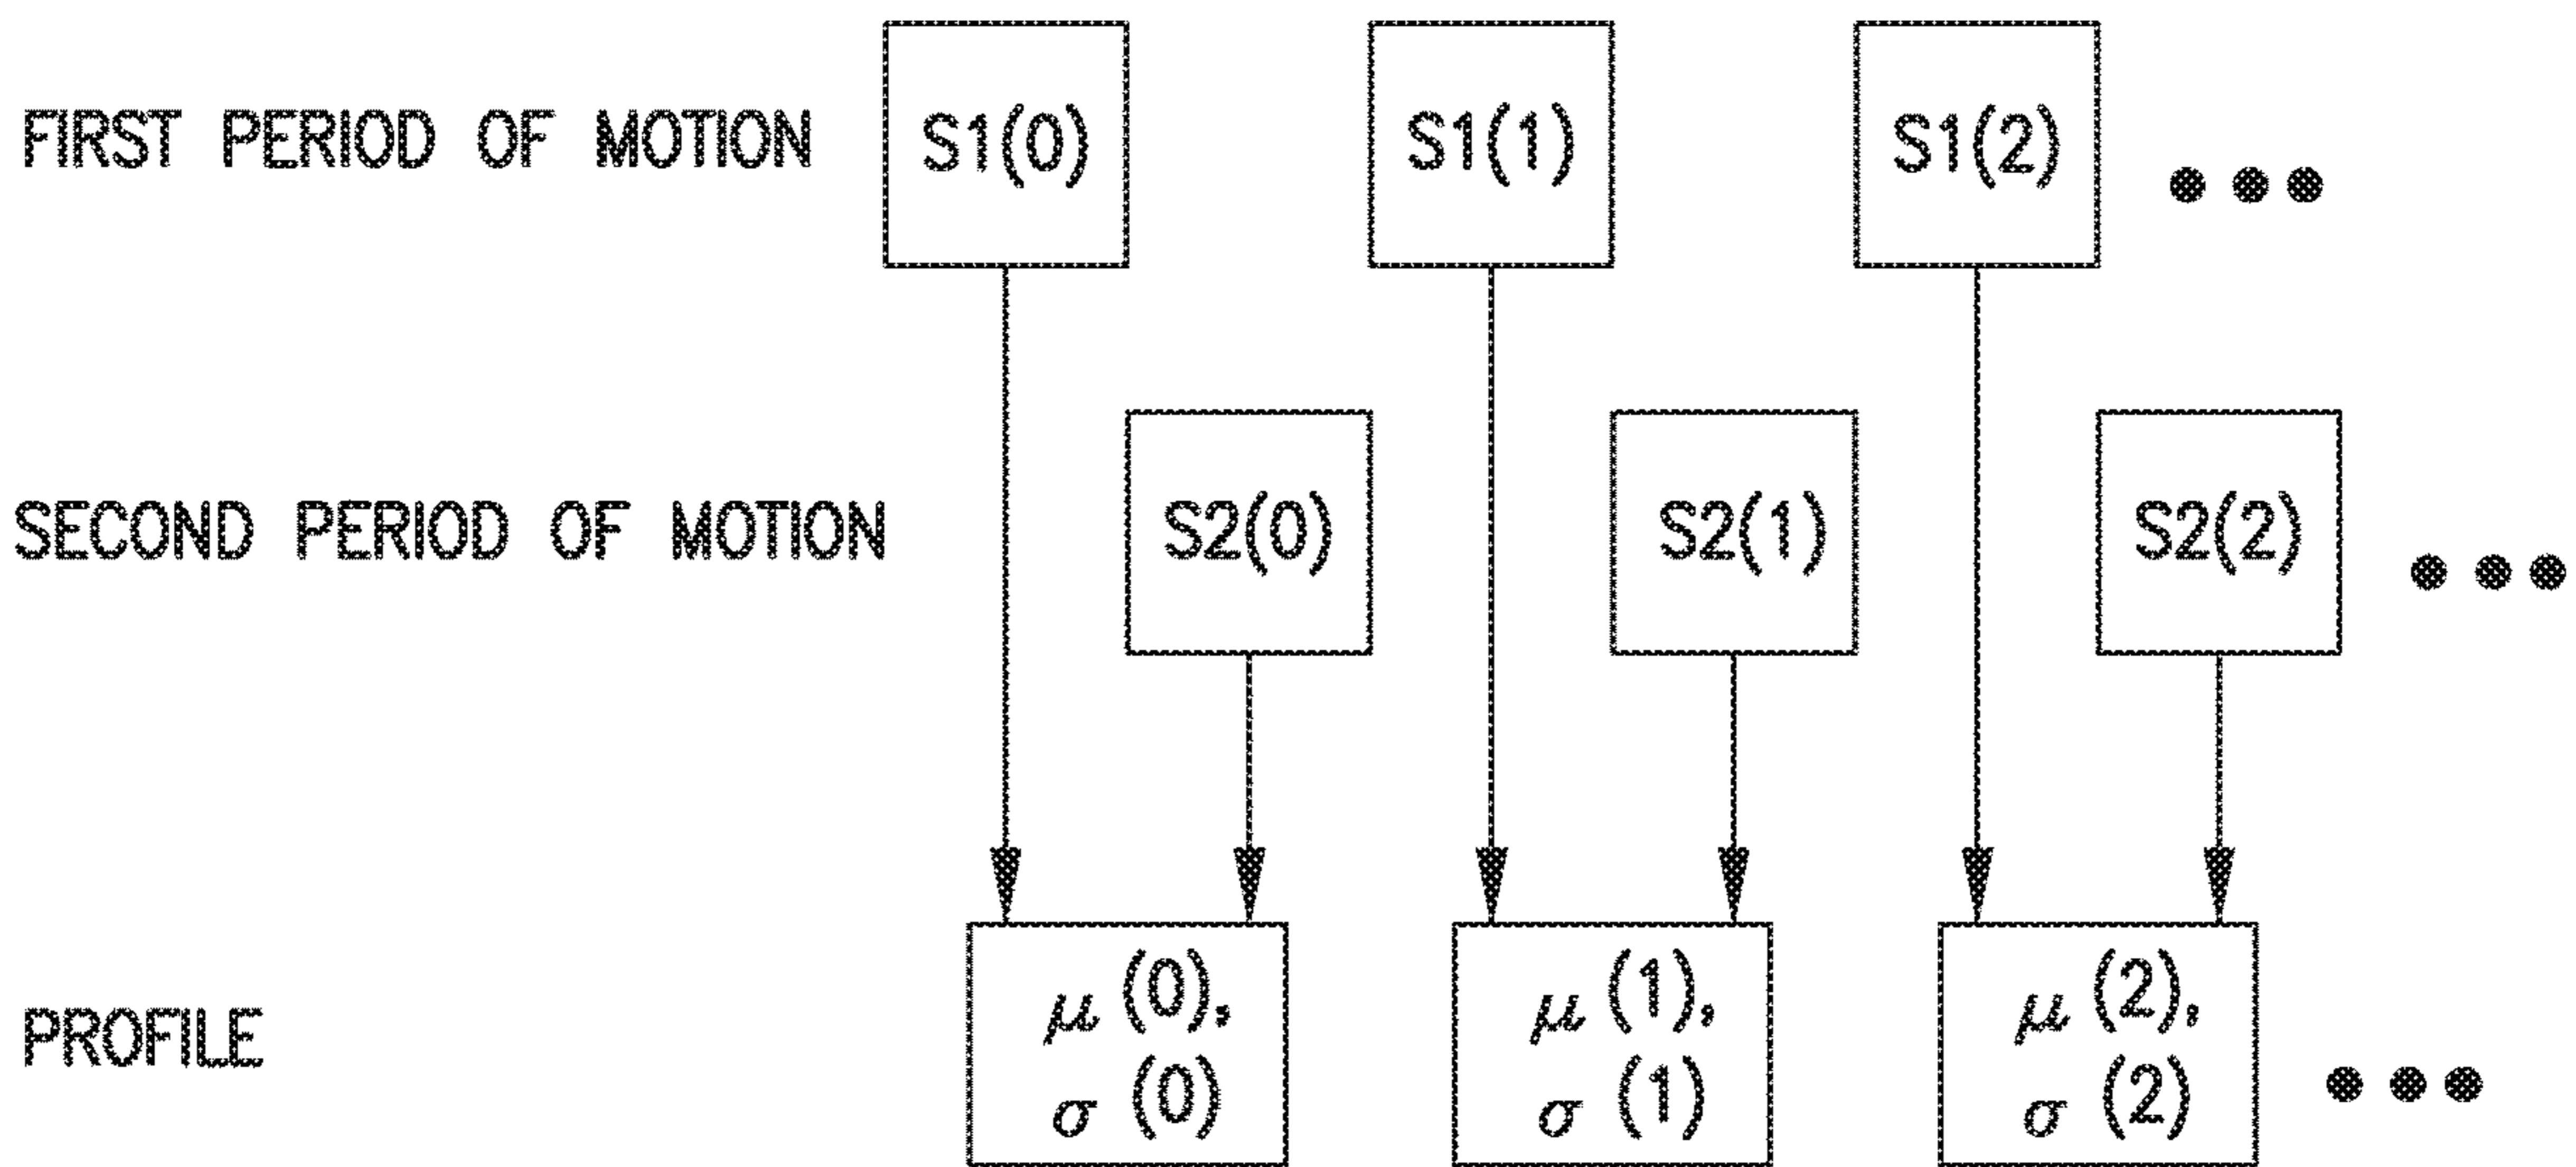 FIRST PERIOD OF MOTION S1(0) S1(1) S1(2) •••
SECOND PERIOD OF MOTION S2(0) S2(1) S2(2) •••
PROFILE
μ (0),
σ (0)
μ (1),
σ (1)
μ (2),
σ (2)
•••